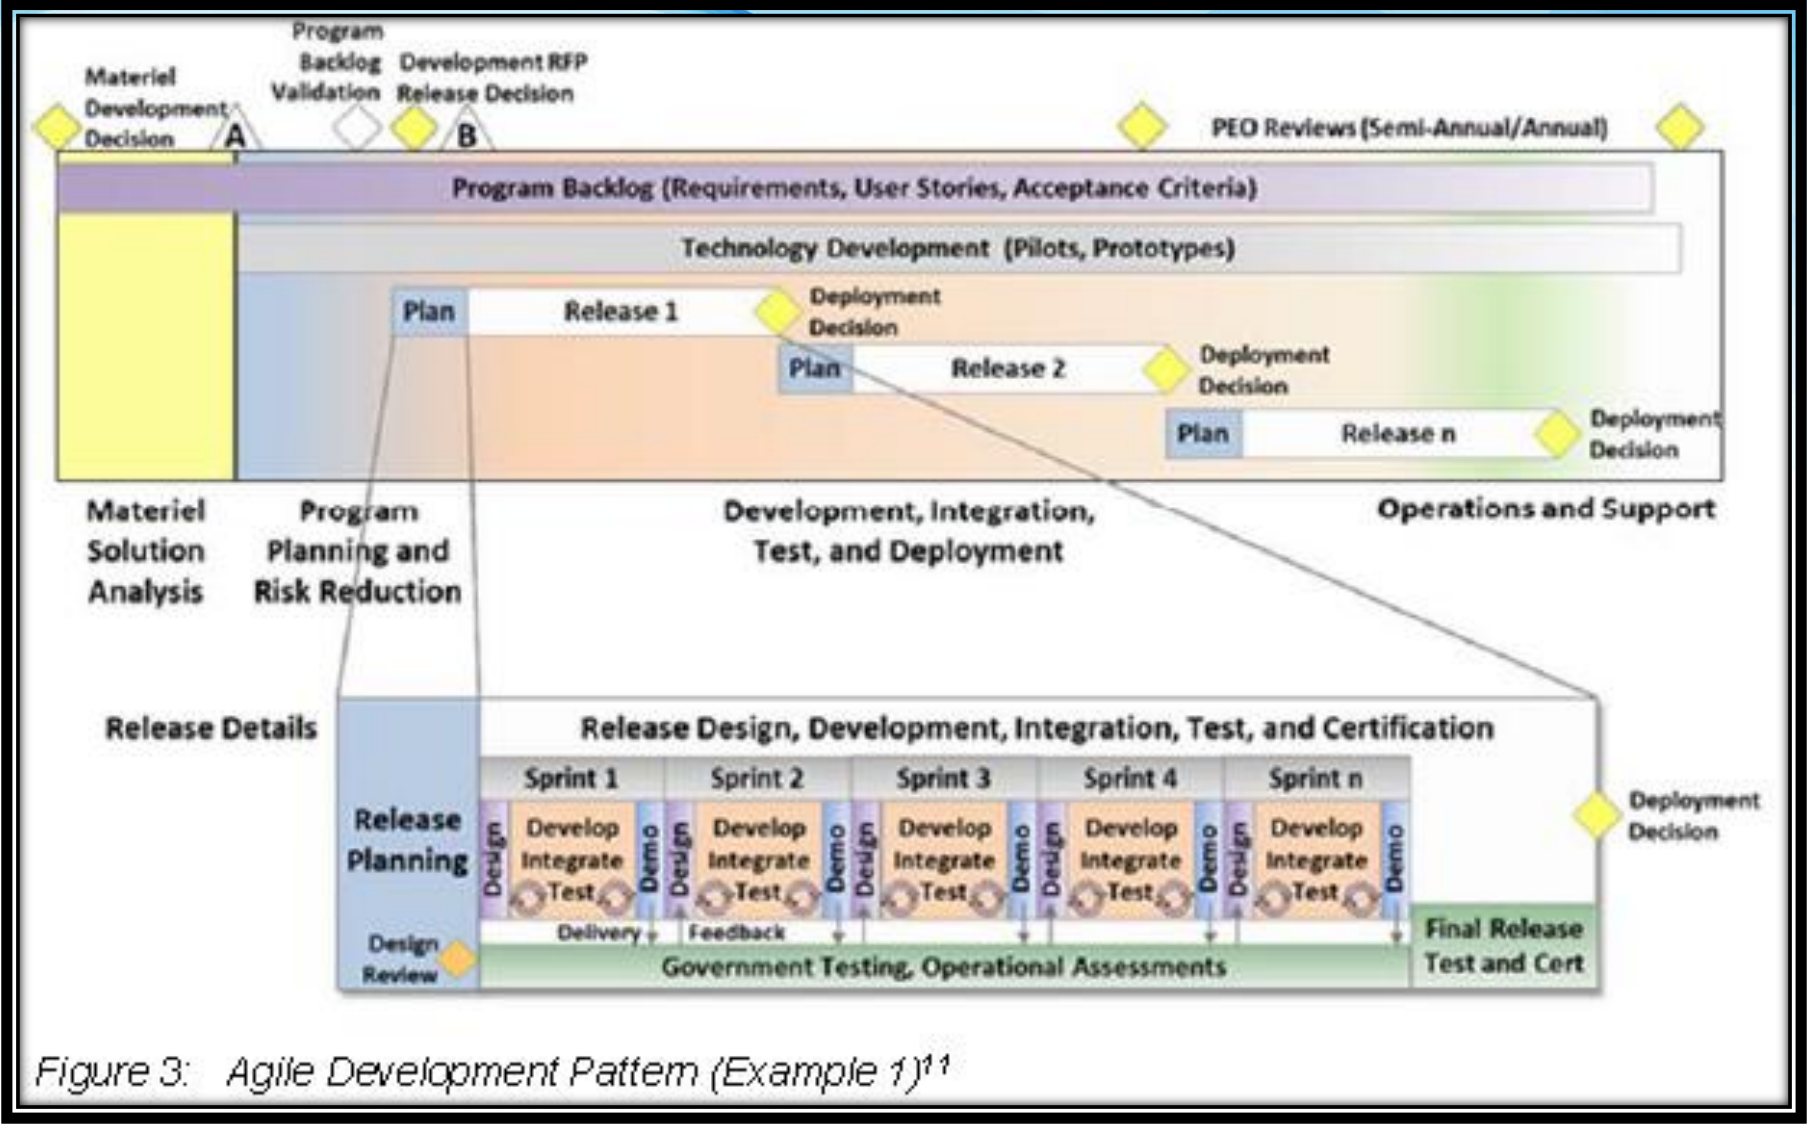 Program
Backlog
Validation
Development RFP
Release Decision
Materiel
Development
Decision
A
B
PEO Reviews (Semi-Annual/Annual)
Program Backlog (Requirements, User Stories, Acceptance Criteria)
Technology Development (Pilots, Prototypes)
Plan
Release 1
Deployment
Decision
Plan
Release 2
Deployment
Decision
Plan
Release n
Deployment
Decision
Materiel
Solution
Analysis
Program
Planning and
Risk Reduction
Development, Integration,
Test, and Deployment
Operations and Support
Release Details
Release Design, Development, Integration, Test, and Certification
Release
Planning
Design
Review
Sprint 1
Sprint 2
Sprint 3
Sprint 4
Sprint n
Design
Develop
Integrate
Test
Demo
Design
Develop
Integrate
Test
Demo
Design
Develop
Integrate
Test
Demo
Design
Develop
Integrate
Test
Demo
Design
Develop
Integrate
Test
Demo
Delivery
Feedback
Government Testing, Operational Assessments
Final Release
Test and Cert
Deployment
Decision
Figure 3: Agile Development Pattern (Example 1)11